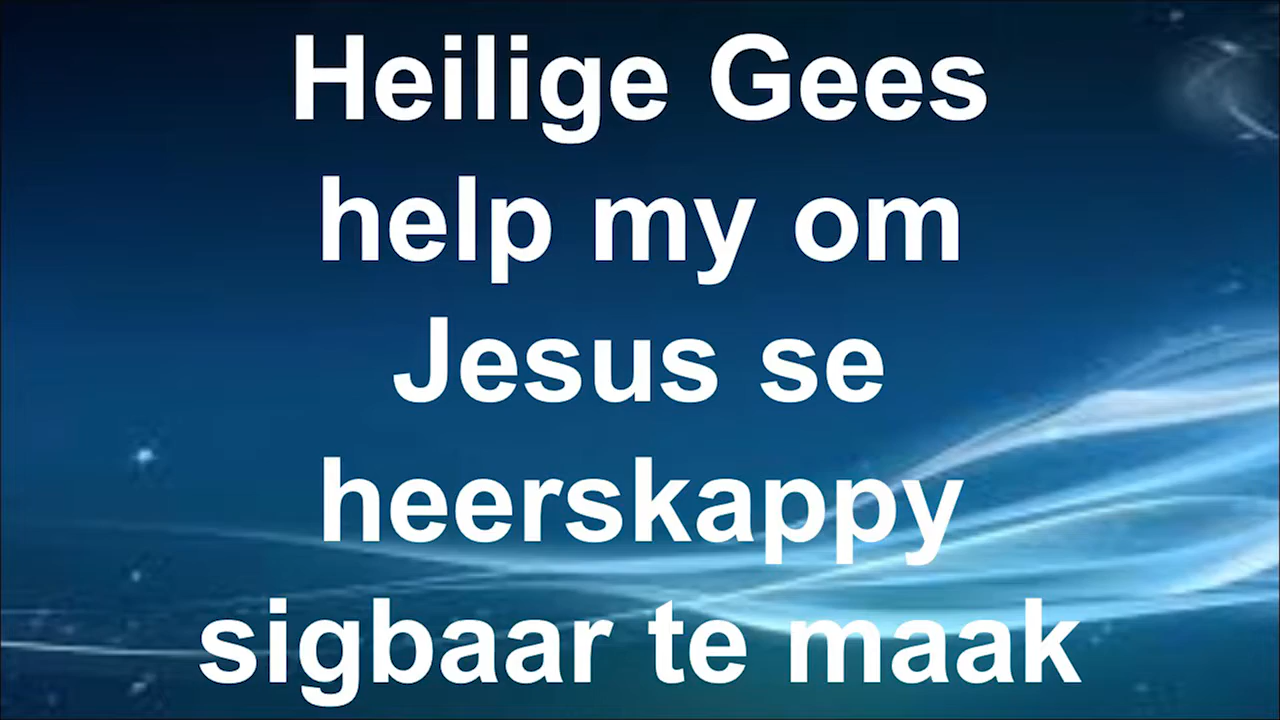 Heilige Gees
help my om
Jesus se
heerskappy
sigbaar te maak